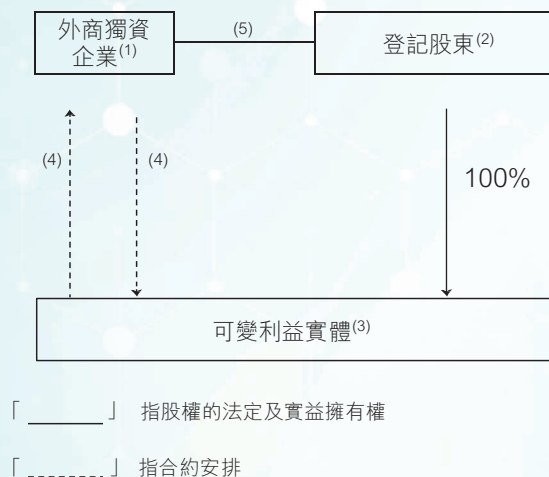 外商獨資
企業(1)
(5)
登記股東(2)
(4)
(4)
100%
可變利益實體(3)
「 ______ 」 指股權的法定及實益擁有權
「 -------- 」 指合約安排